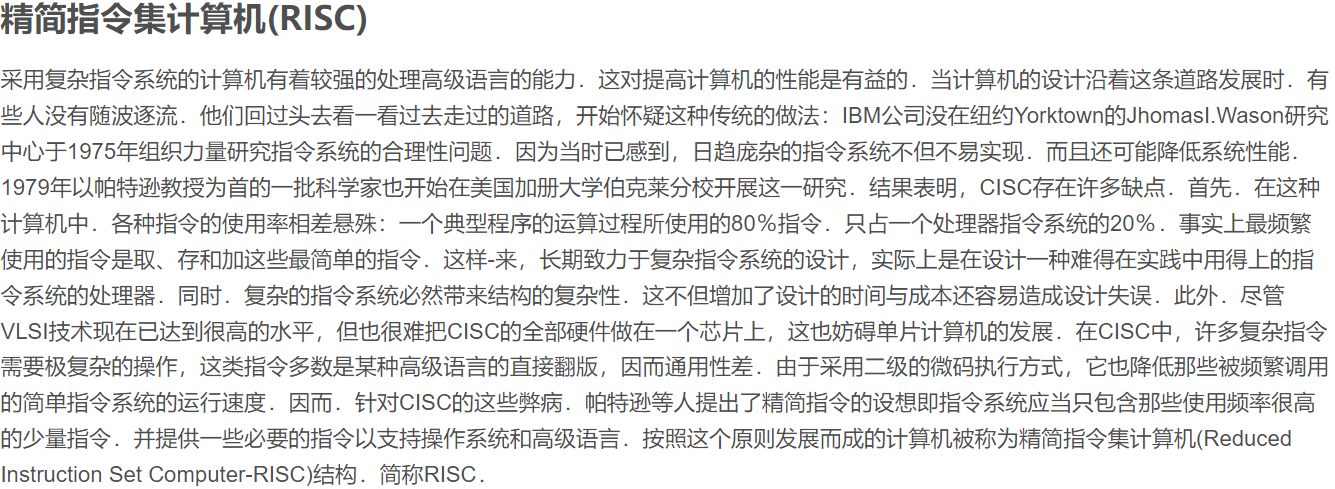 精简指令集计算机(RISC)
采用复杂指令系统的计算机有着较强的处理高级语言的能力．这对提高计算机的性能是有益的．当计算机的设计沿着这条道路发展时．有
些人没有随波逐流．他们回过头去看一看过去走过的道路，开始怀疑这种传统的做法：IBM公司没在纽约Yorktown的JhomasI.Wason研究
中心于1975年组织力量研究指令系统的合理性问题．因为当时已感到，日趋庞杂的指令系统不但不易实现．而且还可能降低系统性能．
1979年以帕特逊教授为首的一批科学家也开始在美国加册大学伯克莱分校开展这一研究．结果表明，CISC存在许多缺点．首先．在这种
计算机中．各种指令的使用率相差悬殊：一个典型程序的运算过程所使用的80％指令．只占一个处理器指令系统的20％．事实上最频繁
使用的指令是取、存和加这些最简单的指令．这样-来，长期致力于复杂指令系统的设计，实际上是在设计一种难得在实践中用得上的指
令系统的处理器．同时．复杂的指令系统必然带来结构的复杂性．这不但增加了设计的时间与成本还容易造成设计失误．此外．尽管
VLSI技术现在已达到很高的水平，但也很难把CISC的全部硬件做在一个芯片上，这也妨碍单片计算机的发展．在CISC中，许多复杂指令
需要极复杂的操作，这类指令多数是某种高级语言的直接翻版，因而通用性差．由于采用二级的微码执行方式，它也降低那些被频繁调用
的简单指令系统的运行速度．因而．针对CISC的这些弊病．帕特逊等人提出了精简指令的设想即指令系统应当只包含那些使用频率很高
的少量指令．并提供一些必要的指令以支持操作系统和高级语言．按照这个原则发展而成的计算机被称为精简指令集计算机(Reduced
Instruction Set Computer-RISC)结构．简称RISC．